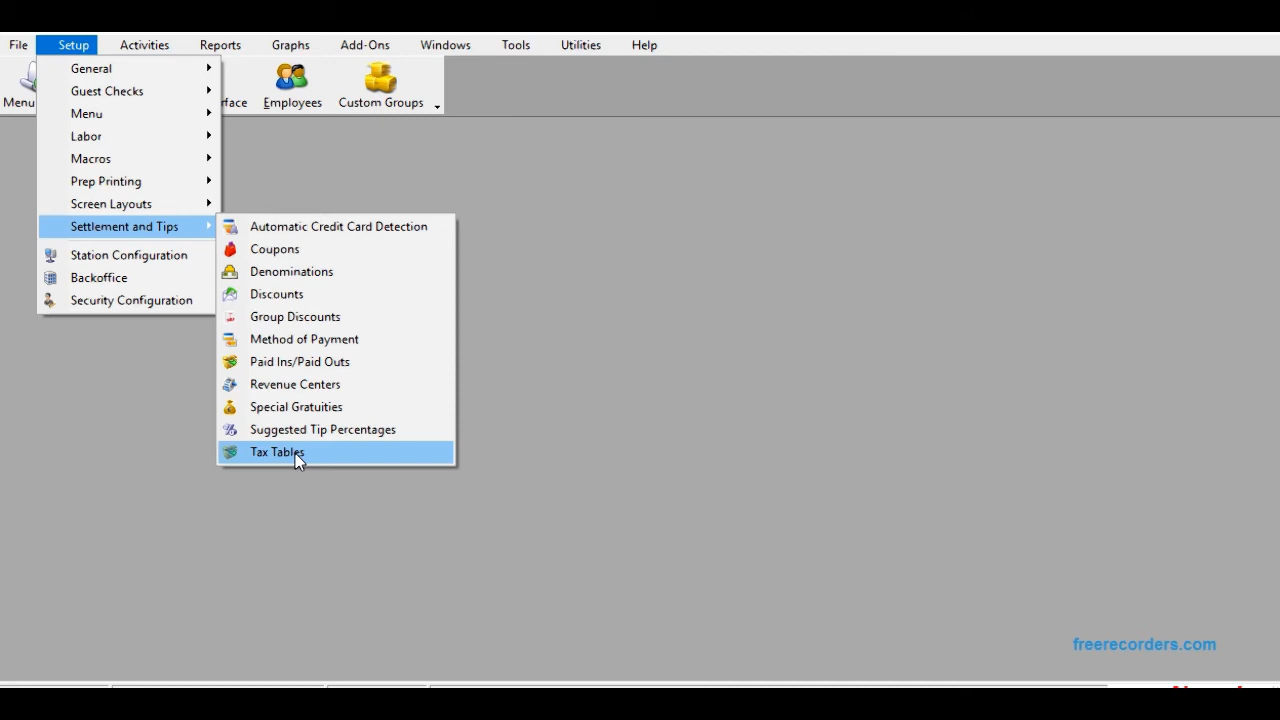 File Setup Activities Reports Graphs Add-Ons Windows Tools Utilities Help
Menu
Employees Custom Groups
General
Guest Checks
Menu
Labor
Macros
Prep Printing
Screen Layouts
Settlement and Tips
Station Configuration
Backoffice
Security Configuration
Automatic Credit Card Detection
Coupons
Denominations
Discounts
Group Discounts
Method of Payment
Paid Ins/Paid Outs
Revenue Centers
Special Gratuities
Suggested Tip Percentages
Tax Tables
freerecorders.com